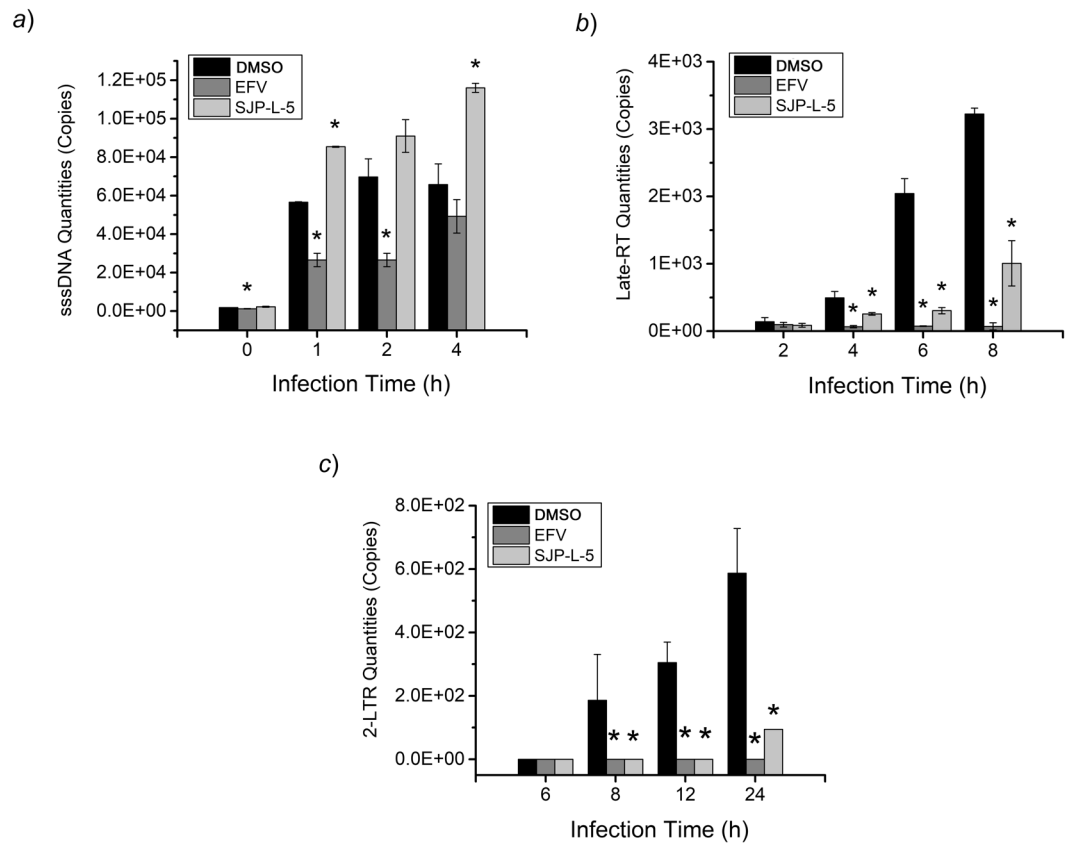 a)
sssDNA Quantities (Copies)
1.2E+05
1.0E+05
8.0E+04
6.0E+04
4.0E+04
2.0E+04
0.0E+00
DMSO
EFV
SJP-L-5
*
*
*
*
*
0
1
2
4
Infection Time (h)
b)
Late-RT Quantities (Copies)
4E+03
3E+03
2E+03
1E+03
0E+00
DMSO
EFV
SJP-L-5
*
*
*
*
*
*
2
4
6
8
Infection Time (h)
c)
2-LTR Quantities (Copies)
8.0E+02
6.0E+02
4.0E+02
2.0E+02
0.0E+00
DMSO
EFV
SJP-L-5
* *
* *
*
*
6
8
12
24
Infection Time (h)